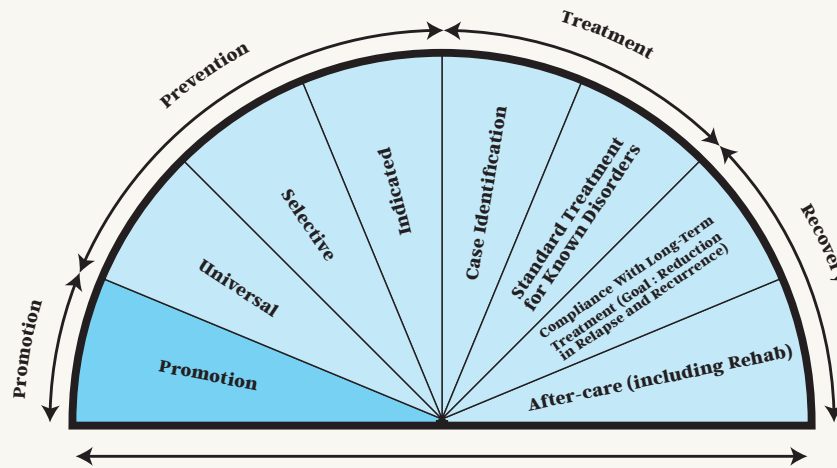 Prevention
Treatment
Promotion
Recovery
Promotion
Universal
Selective
Indicated
Case Identification
Standard Treatment
for Known Disorders
Compliance With Long-Term
Treatment (Goal: Reduction
in Relapse and Recurrence)
After-care (including Rehab)